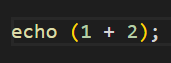 echo (1 + 2);